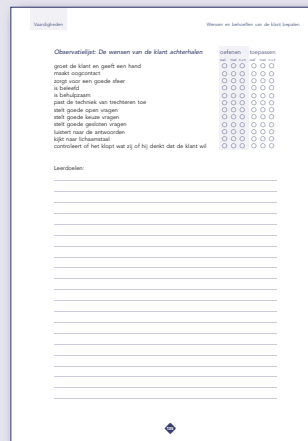 Vaardigheden
Wensen en behoeften van de klant bepalen
Observatielijst: De wensen van de klant achterhalen oefenen toepassen
groet de klant en geeft een hand
maakt oogcontact
zorgt voor een goede sfeer
is beleefd
is behulpzaam
past de techniek van trechteren toe
stelt goede open vragen
stelt goede keuze vragen
stelt goede gesloten vragen
luistert naar de antwoorden
kijkt naar lichaamstaal
controleert of het klopt wat zij of hij denkt dat de klant wil
Leerdoelen: